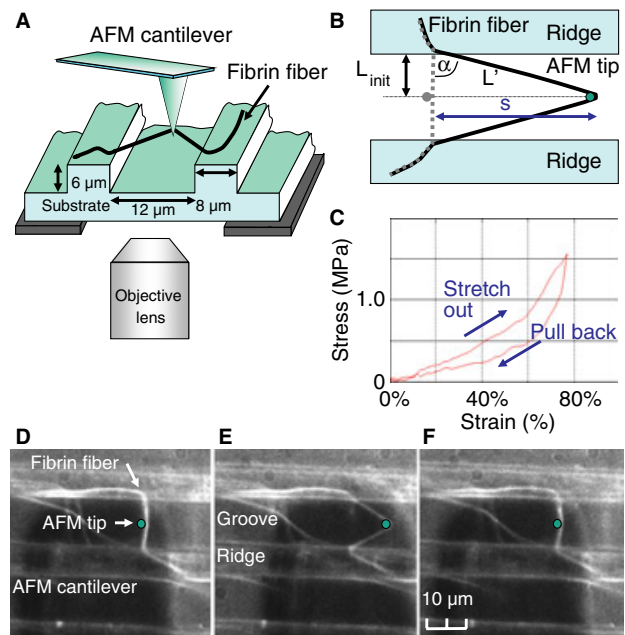 A
AFM cantilever
Fibrin fiber
6 µm
Substrate
12 µm
8 µm
Objective
lens
B
Fibrin fiber
Ridge
AFM tip
L init
α
L'
S
Ridge
C
Stress (MPa)
1.0
0
Stretch
out
Pull back
0%
40%
80%
Strain (%)
D
Fibrin fiber
AFM tip
AFM cantilever
E
Groove
Ridge
F
10 µm